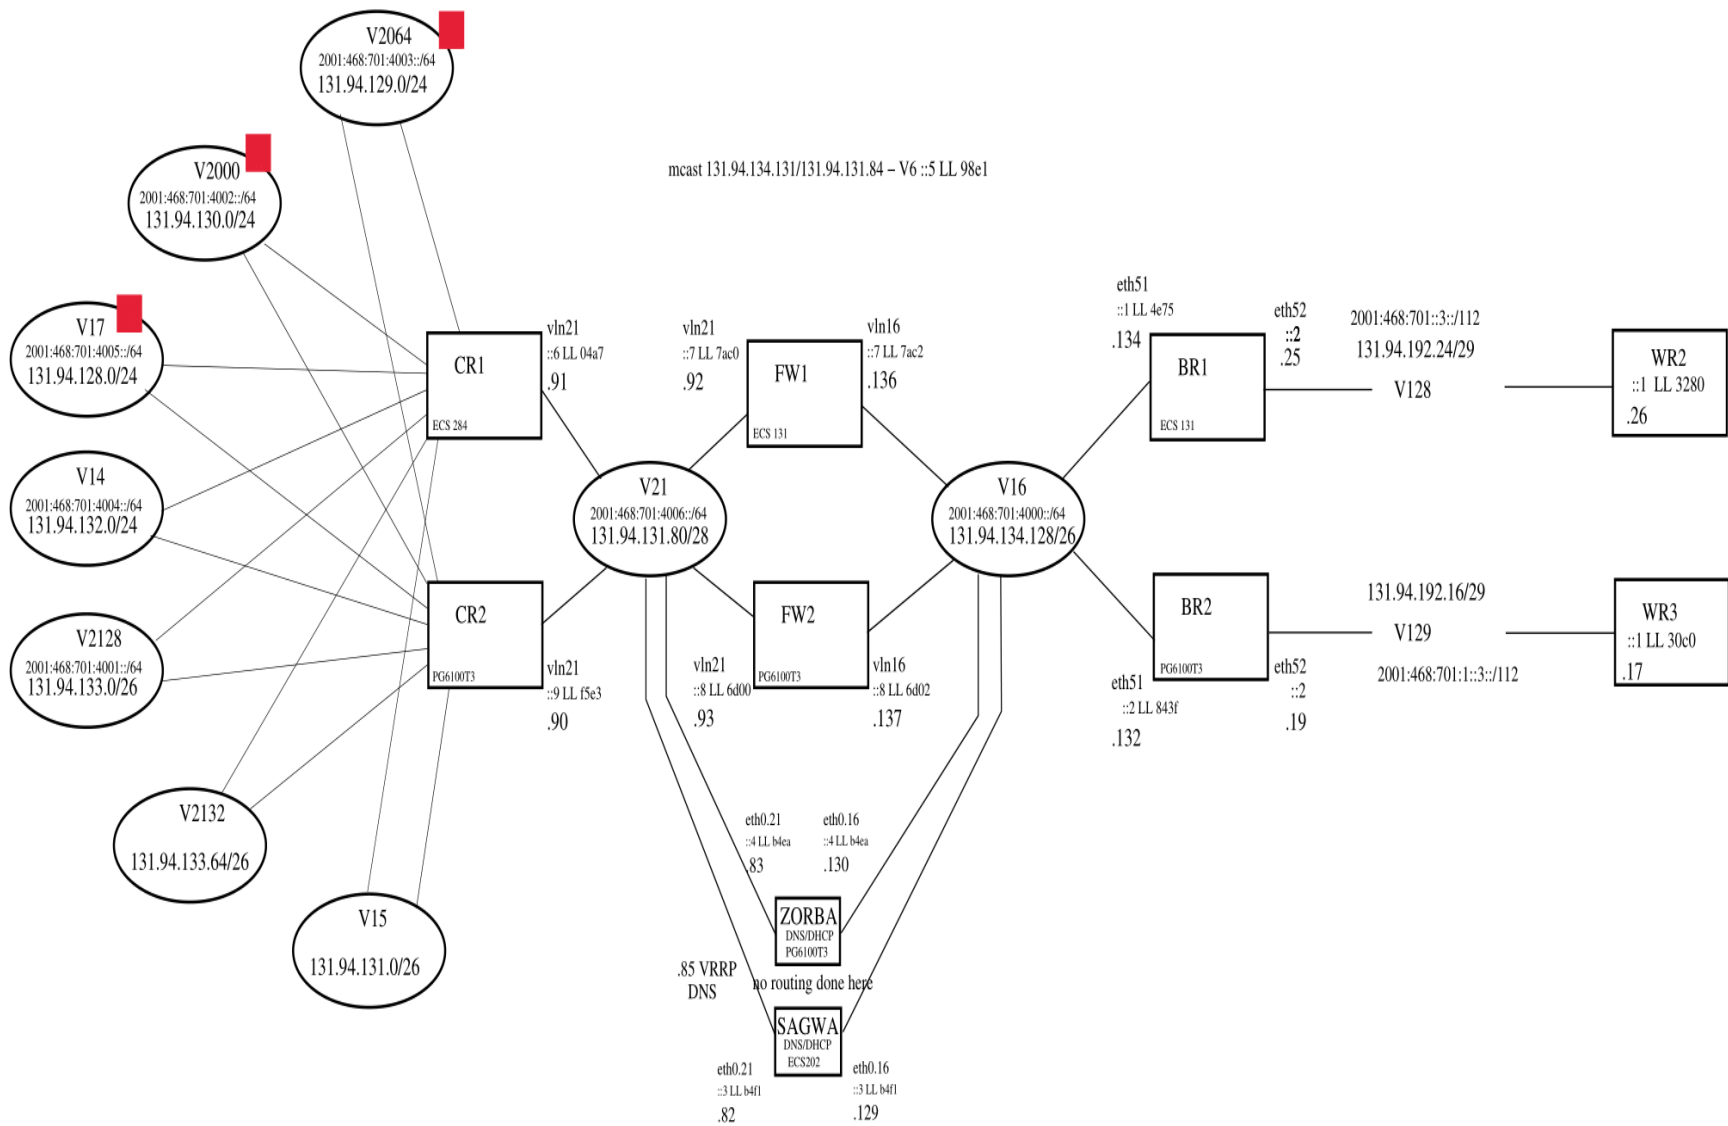 V2064
2001:468:701:4003::/64
131.94.129.0/24
V2000
2001:468:701:4002::/64
131.94.130.0/24
mcast 131.94.134.131/131.94.131.84 – V6 ::5 LL 98e1
V17
2001:468:701:4005::/64
131.94.128.0/24
V14
2001:468:701:4004::/64
131.94.132.0/24
V2128
2001:468:701:4001::/64
131.94.133.0/26
V2132
131.94.133.64/26
V15
131.94.131.0/26
CR1
ECS 284
vln21
::6 LL 04a7
.91
CR2
PG6100T3
vln21
::9 LL f5e3
.90
V21
2001:468:701:4006::/64
131.94.131.80/28
vln21
::7 LL 7ac0
.92
FW1
ECS 131
vln16
::7 LL 7ac2
.136
FW2
PG6100T3
vln21
::8 LL 6d00
.93
vln16
::8 LL 6d02
.137
V16
2001:468:701:4000::/64
131.94.134.128/26
eth51
::1 LL 4e75
.134
BR1
ECS 131
eth52
::2
.25
2001:468:701::3::/112
131.94.192.24/29
V128
WR2
::1 LL 3280
.26
BR2
PG6100T3
eth51
::2 LL 843f
.132
eth52
::2
.19
131.94.192.16/29
V129
2001:468:701:1::3::/112
WR3
::1 LL 30c0
.17
eth0.21
::4 LL b4ea
.83
eth0.16
::4 LL b4ea
.130
ZORBA
DNS/DHCP
PG6100T3
.85 VRRP
DNS
no routing done here
SAGWA
DNS/DHCP
ECS202
eth0.21
::3 LL b4f1
.82
eth0.16
::3 LL b4f1
.129